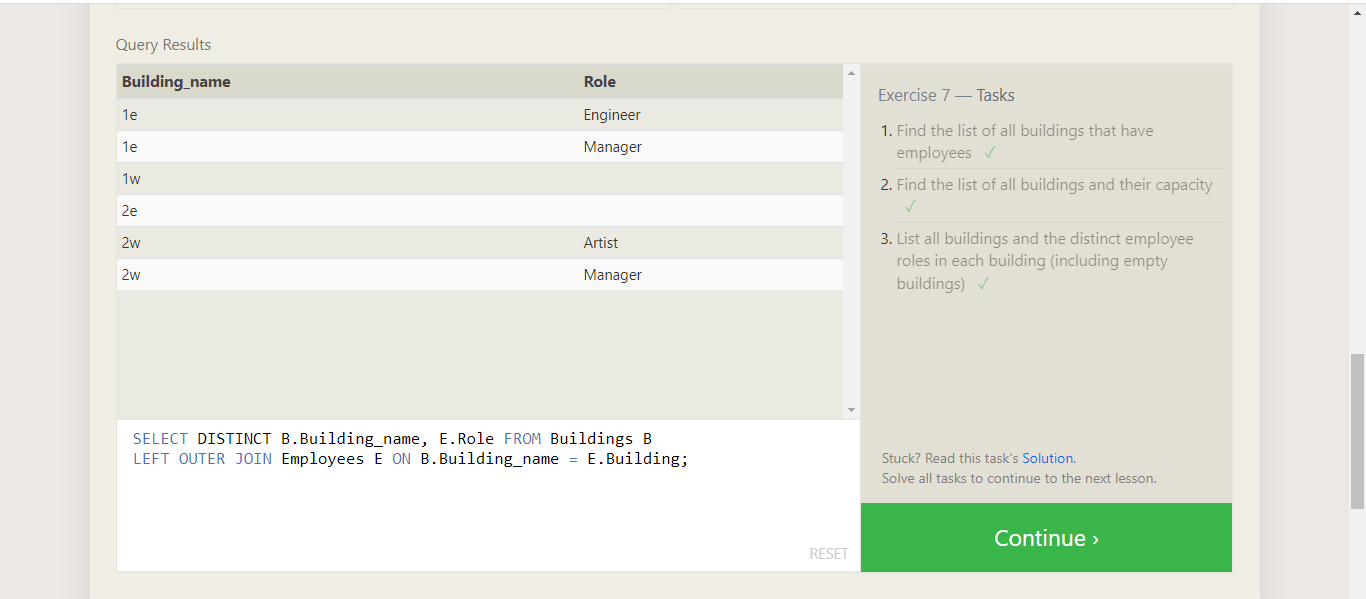 Query Results
Building_name Role
1e Engineer
1e Manager
1w
2e
2w Artist
2w Manager
SELECT DISTINCT B.Building_name, E.Role FROM Buildings B
LEFT OUTER JOIN Employees E ON B.Building_name = E.Building;
RESET
Exercise 7 — Tasks
1. Find the list of all buildings that have
employees ✓
2. Find the list of all buildings and their capacity
✓
3. List all buildings and the distinct employee
roles in each building (including empty
buildings) ✓
Stuck? Read this task's Solution.
Solve all tasks to continue to the next lesson.
Continue ›